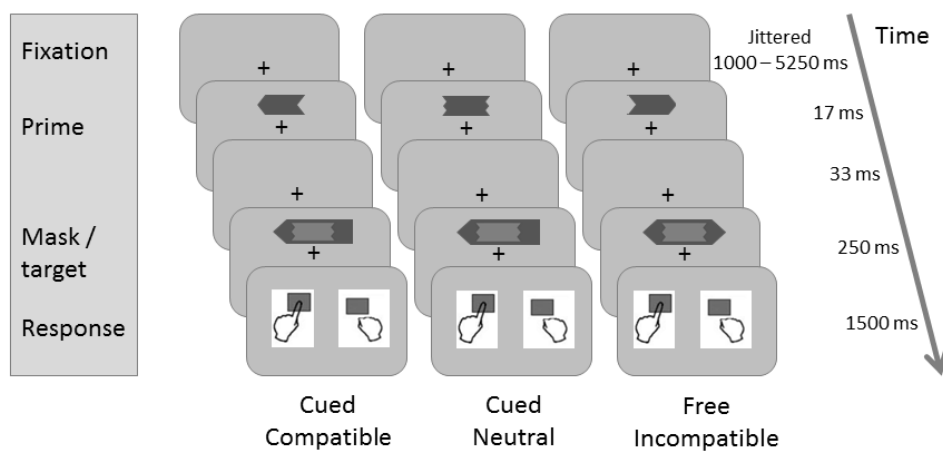 Fixation
Prime
Mask /
target
Response
Jittered
1000 – 5250 ms
17 ms
33 ms
250 ms
1500 ms
Time
Cued
Compatible
Cued
Neutral
Free
Incompatible